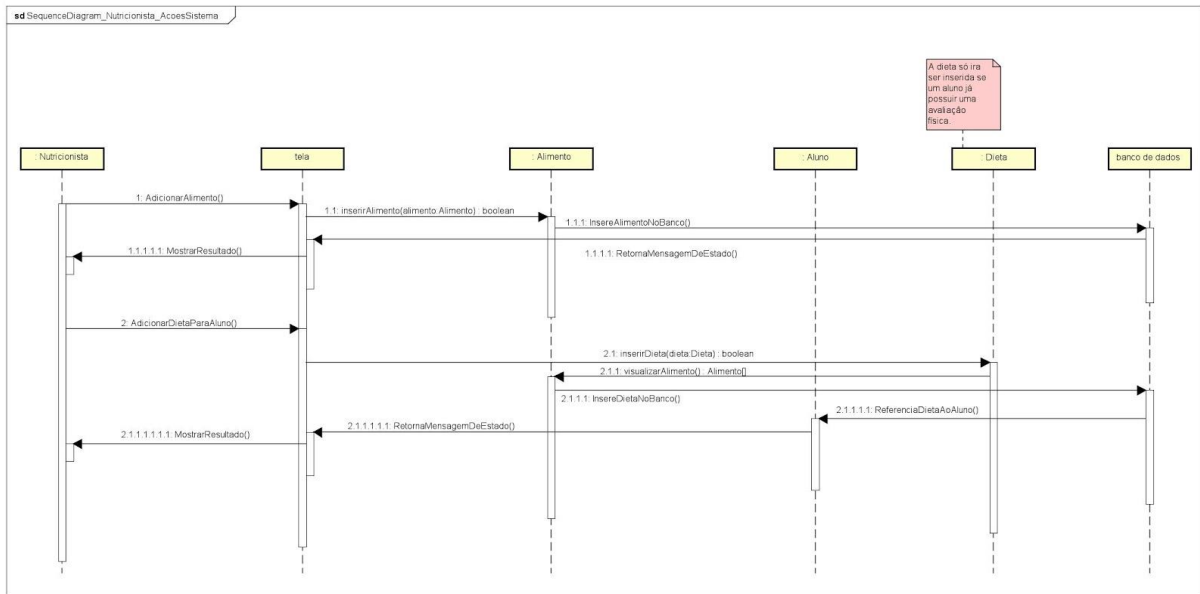 sd SequenceDiagram_Nutricionista_AcoesSistema
A dieta só ira
ser inserida se
um aluno já
possuir uma
avaliação
física.
: Nutricionista
tela
: Alimento
: Aluno
: Dieta
banco de dados
1: AdicionarAlimento()
1.1: inserirAlimento(alimento:Alimento) : boolean
1.1.1: InsereAlimentoNoBanco()
1.1.1.1.1: MostrarResultado()
1.1.1.1: RetornaMensagemDeEstado()
2: AdicionarDietaParaAluno()
2.1: inserirDieta(dieta:Dieta) : boolean
2.1.1: visualizarAlimento() : Alimento[]
2.1.1.1: InsereDietaNoBanco()
2.1.1.1.1: ReferenciaDietaAoAluno()
2.1.1.1.1.1: RetornaMensagemDeEstado()
2.1.1.1.1.1.1: MostrarResultado()